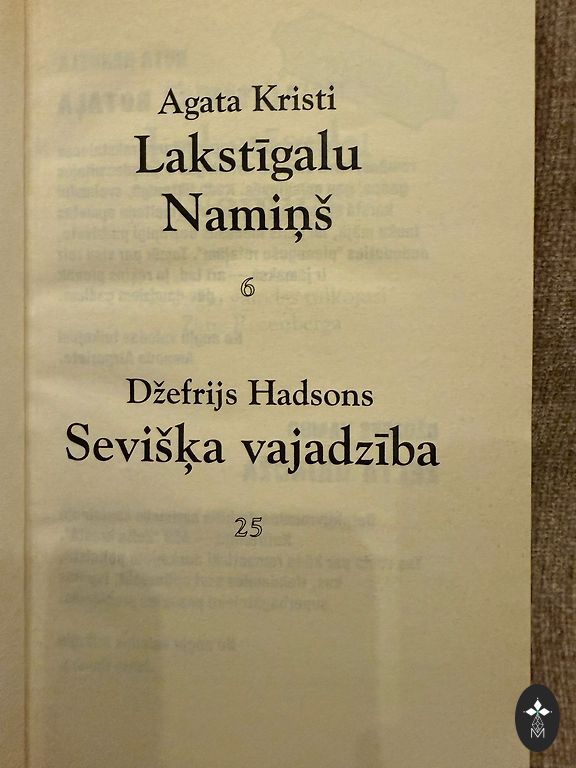 Agata Kristi
Lakstīgalu
Namiņš
6
Džefrijs Hadsons
Sevišķa vajadzība
25